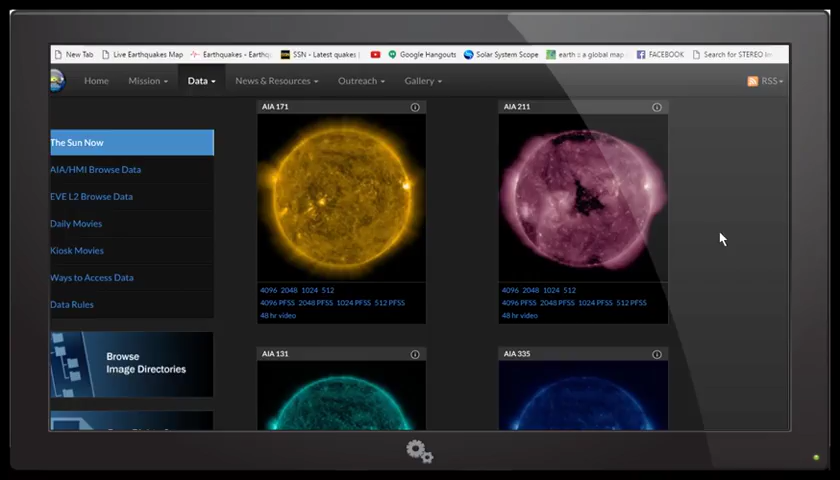 New Tab Live Earthquakes Map Earthquakes - Earthq SSN - Latest quakes | Google Hangouts Solar System Scope earth :: a global map FACEBOOK Search for STEREO Im
Home Mission Data News & Resources Outreach Gallery RSS
AIA 171 AIA 211
The Sun Now
AIA/HMI Browse Data
EVE L2 Browse Data
Daily Movies
Kiosk Movies
Ways to Access Data
Data Rules
4096 2048 1024 512
4096 PFSS 2048 PFSS 1024 PFSS 512 PFSS
48 hr video
4096 2048 1024 512
4096 PFSS 2048 PFSS 1024 PFSS 512 PFSS
48 hr video
Browse
Image Directories
AIA 131 AIA 335